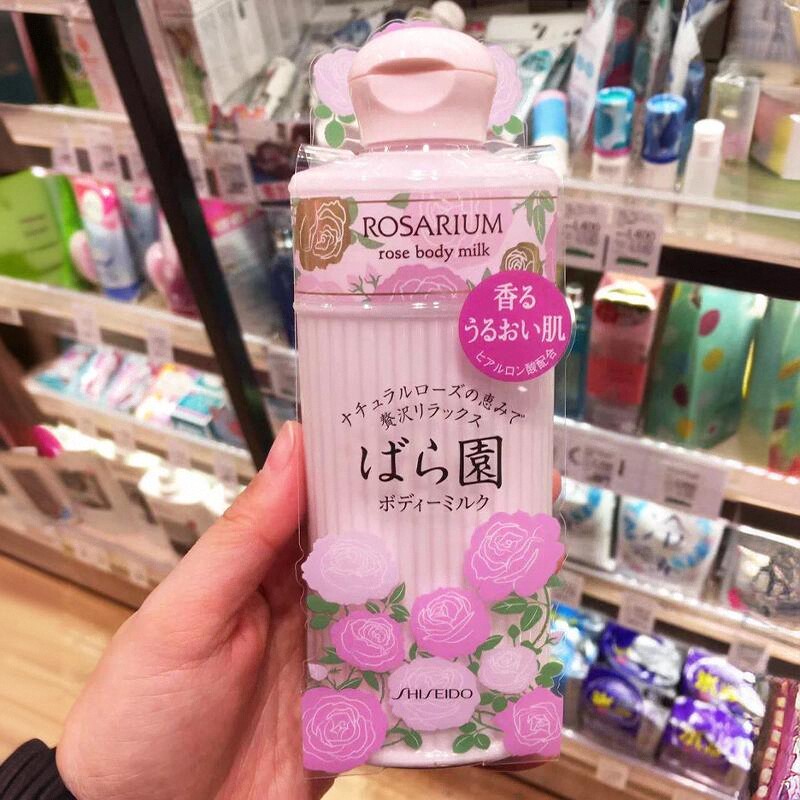 ROSARIUM
rose body milk
香る
うるおい肌
ヒアルロン酸配合
ナチュラルローズの恵みで
贅沢リラックス
ばら園
ボディーミルク
SHISEIDO